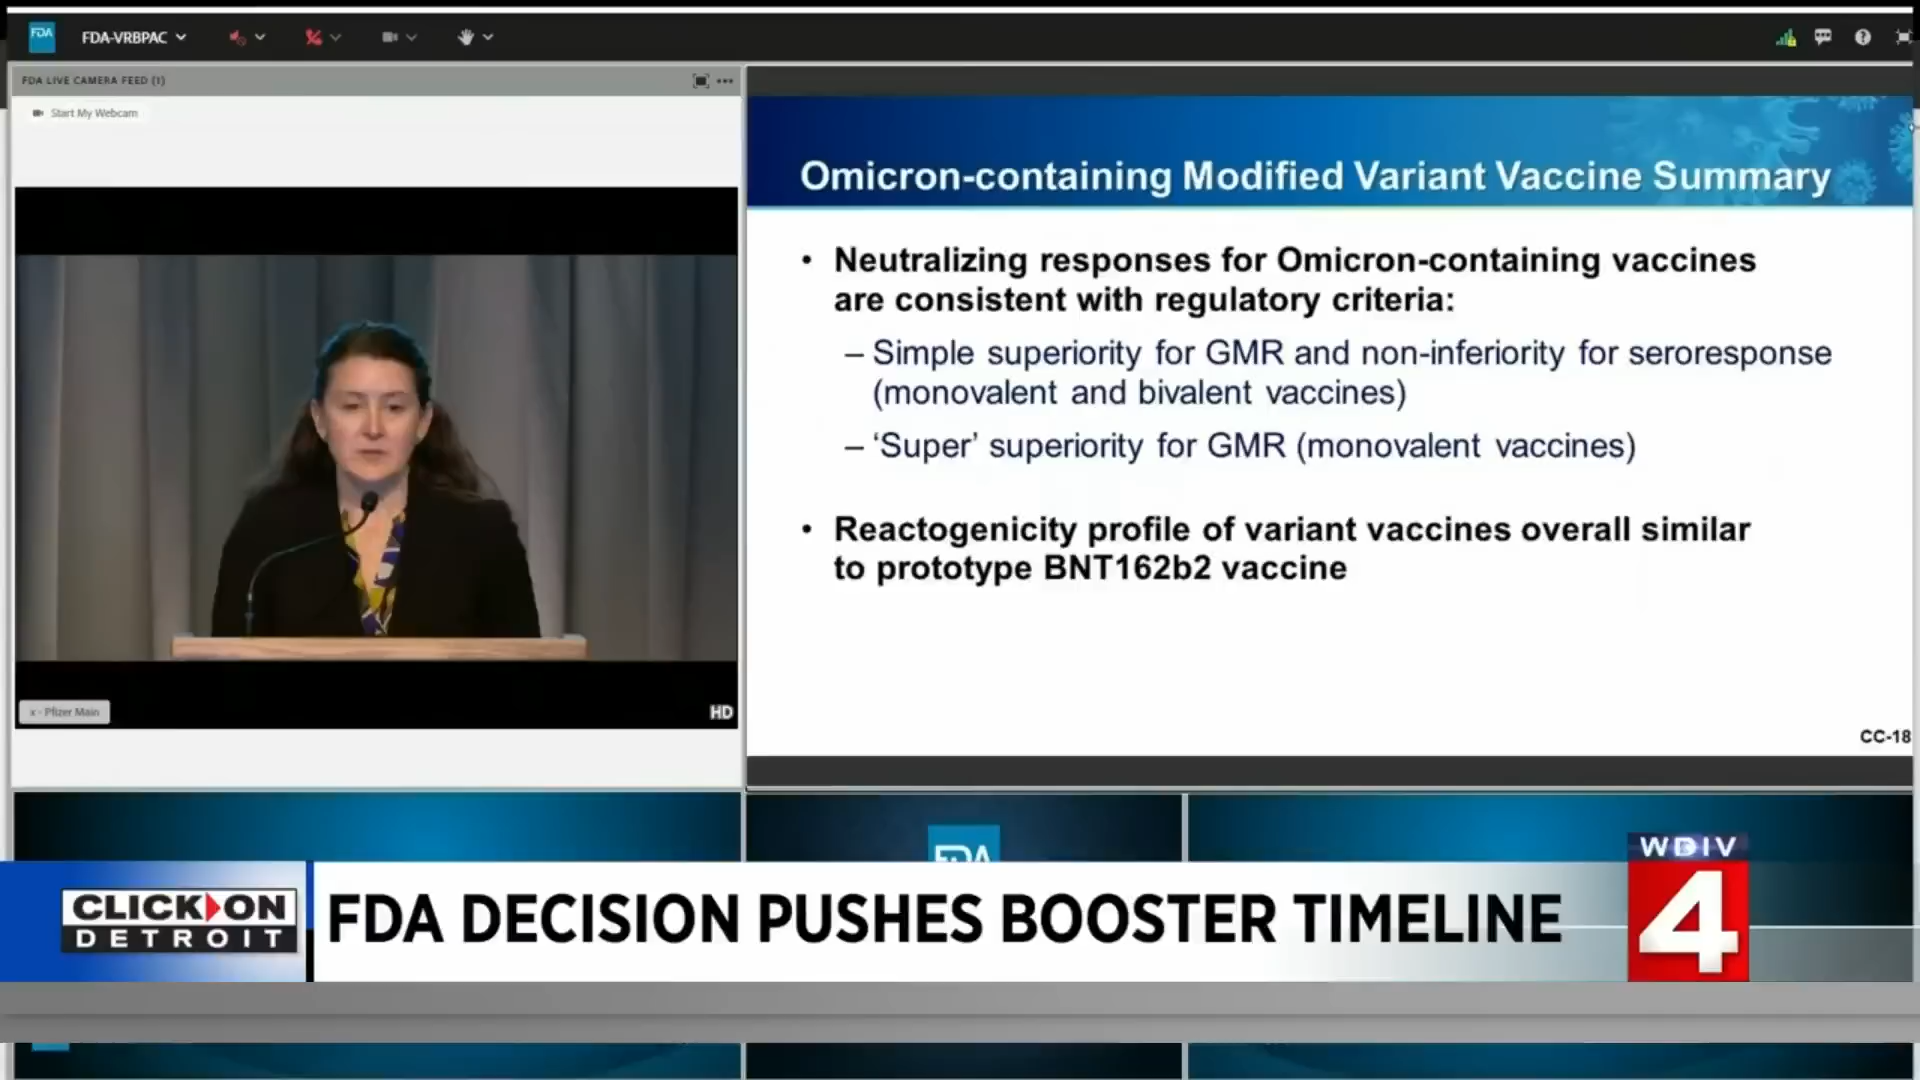 FDA
FDA-VRBPAC
FDA LIVE CAMERA FEED (1)
Start My Webcam
Omicron-containing Modified Variant Vaccine Summary
• Neutralizing responses for Omicron-containing vaccines
are consistent with regulatory criteria:
– Simple superiority for GMR and non-inferiority for seroresponse
(monovalent and bivalent vaccines)
– ‘Super’ superiority for GMR (monovalent vaccines)
• Reactogenicity profile of variant vaccines overall similar
to prototype BNT162b2 vaccine
x - Pfizer Main
HD
CC-18
FDA
WDIV
4
CLICK ON
DETROIT
FDA DECISION PUSHES BOOSTER TIMELINE